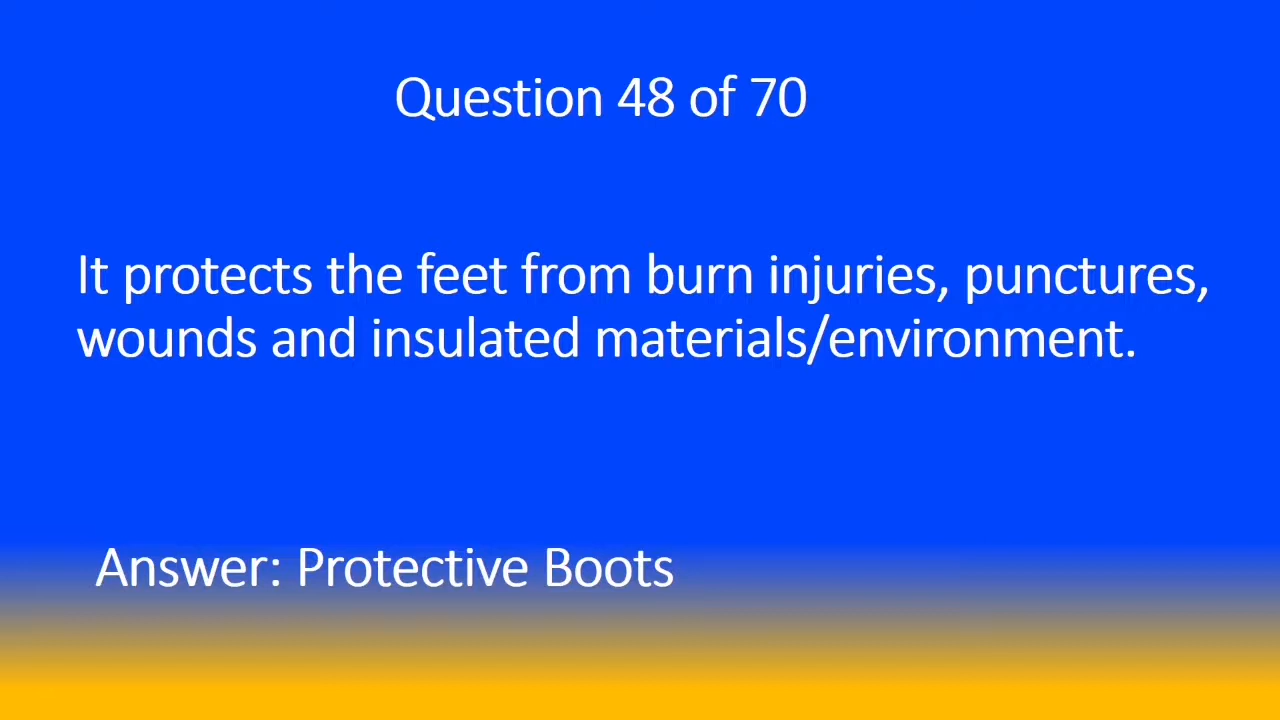 Question 48 of 70
It protects the feet from burn injuries, punctures,
wounds and insulated materials/environment.
Answer: Protective Boots